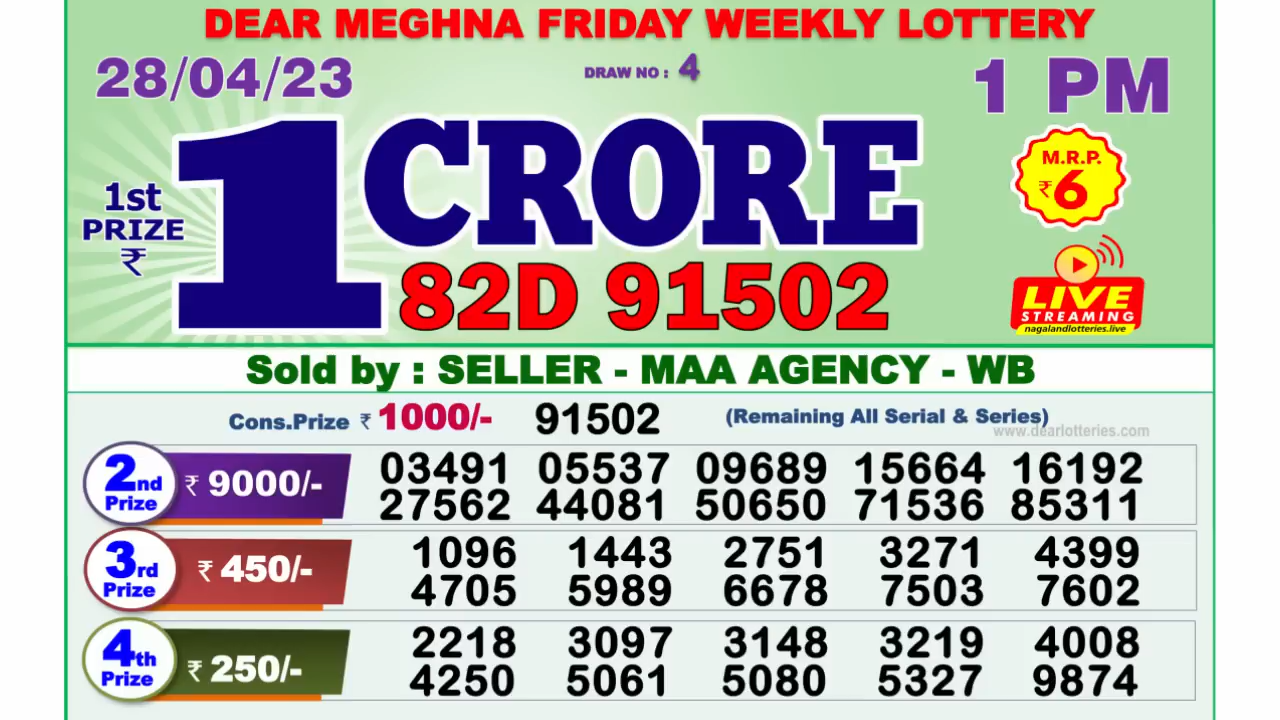 DEAR MEGHNA FRIDAY WEEKLY LOTTERY
28/04/23
DRAW NO : 4
1 PM
1st
PRIZE
₹
1 CRORE
82D 91502
M.R.P.
₹6
LIVE
STREAMING
nagalandlotteries.live
Sold by : SELLER - MAA AGENCY - WB
Cons.Prize ₹ 1000/- 91502 (Remaining All Serial & Series)
www.dearlotteries.com
2nd
Prize
₹ 9000/-
03491 05537 09689 15664 16192
27562 44081 50650 71536 85311
3rd
Prize
₹ 450/-
1096 1443 2751 3271 4399
4705 5989 6678 7503 7602
4th
Prize
₹ 250/-
2218 3097 3148 3219 4008
4250 5061 5080 5327 9874